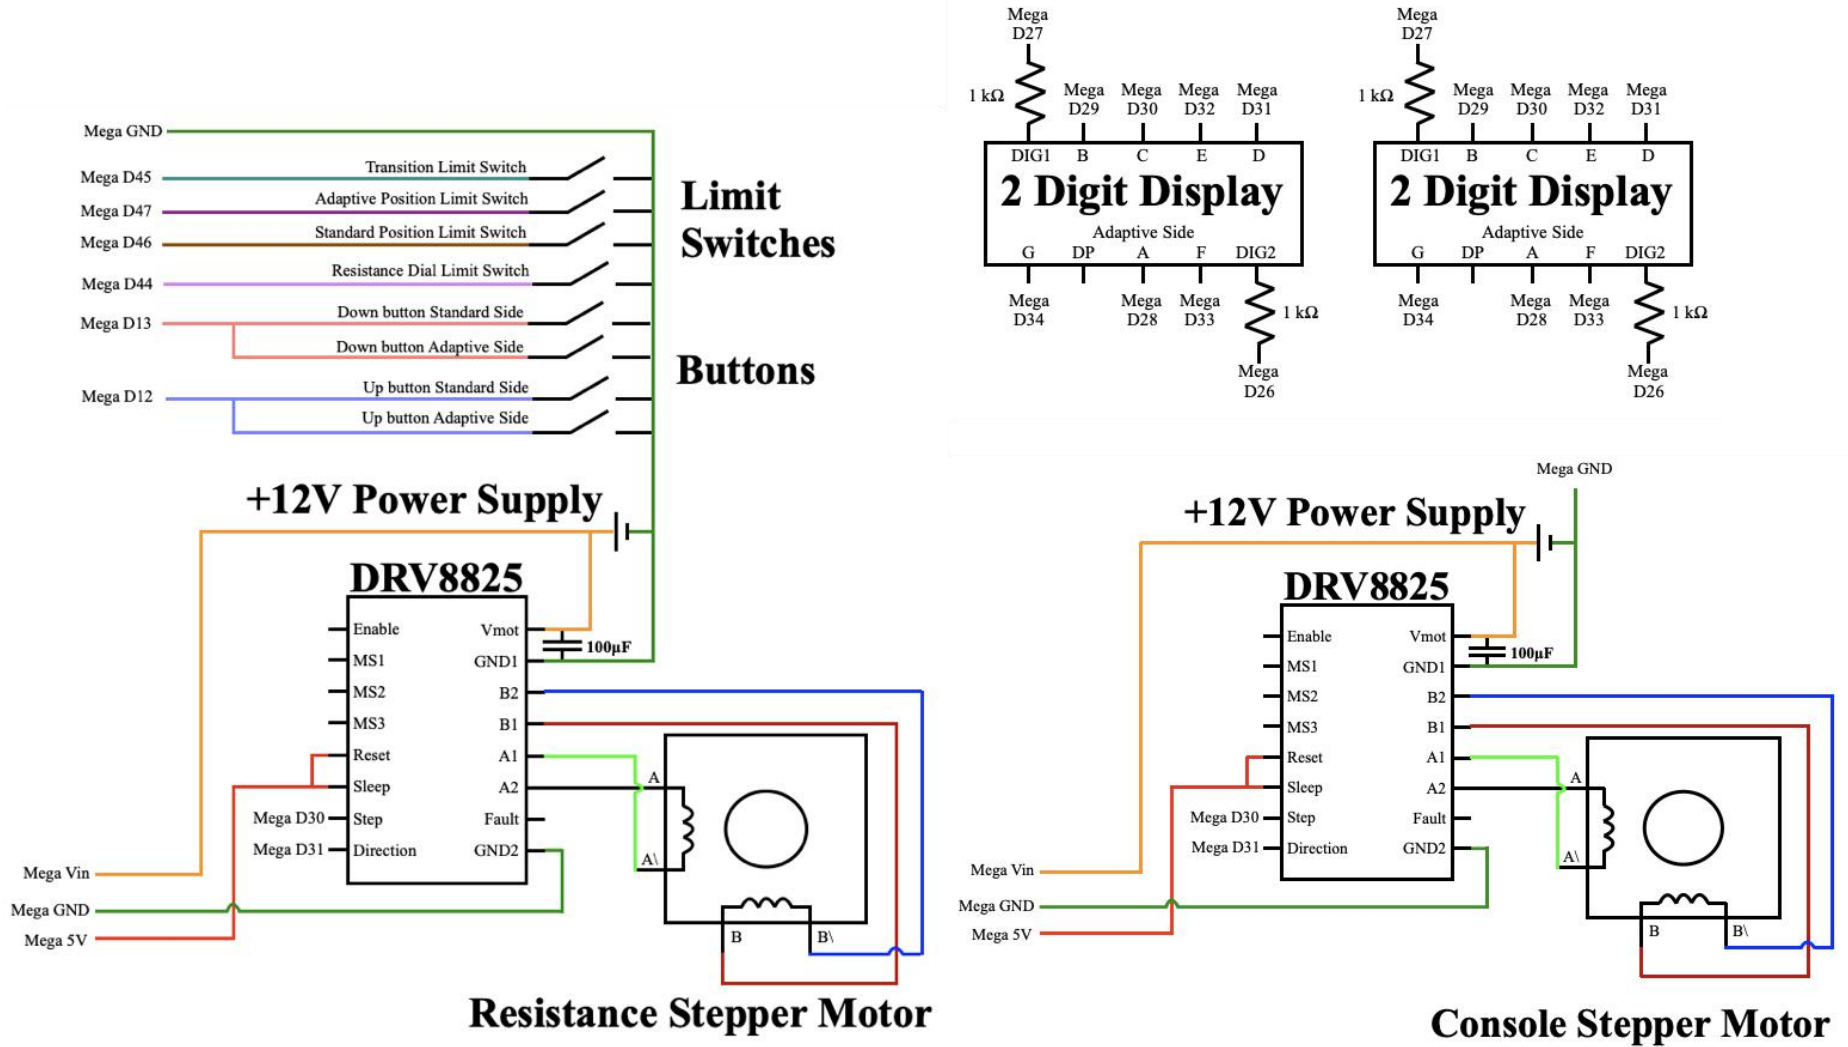 Mega GND
Mega D45
Transition Limit Switch
Mega D47
Adaptive Position Limit Switch
Mega D46
Standard Position Limit Switch
Mega D44
Resistance Dial Limit Switch
Mega D13
Down button Standard Side
Down button Adaptive Side
Mega D12
Up button Standard Side
Up button Adaptive Side
Limit
Switches
Buttons
+12V Power Supply
DRV8825
Enable
MS1
MS2
MS3
Reset
Sleep
Mega D30
Step
Mega D31
Direction
Vmot
GND1
B2
B1
A1
A2
Fault
GND2
100µF
A
A\
B
B\
Mega Vin
Mega GND
Mega 5V
Resistance Stepper Motor
Mega
D27
1 kΩ
Mega
D29
Mega
D30
Mega
D32
Mega
D31
DIG1 B C E D
2 Digit Display
Adaptive Side
G DP A F DIG2
Mega
D34
Mega
D28
Mega
D33
1 kΩ
Mega
D26
Mega
D27
1 kΩ
Mega
D29
Mega
D30
Mega
D32
Mega
D31
DIG1 B C E D
2 Digit Display
Adaptive Side
G DP A F DIG2
Mega
D34
Mega
D28
Mega
D33
1 kΩ
Mega
D26
Mega GND
+12V Power Supply
DRV8825
Enable
MS1
MS2
MS3
Reset
Sleep
Mega D30
Step
Mega D31
Direction
Vmot
GND1
B2
B1
A1
A2
Fault
GND2
100µF
A
A\
B
B\
Mega Vin
Mega GND
Mega 5V
Console Stepper Motor